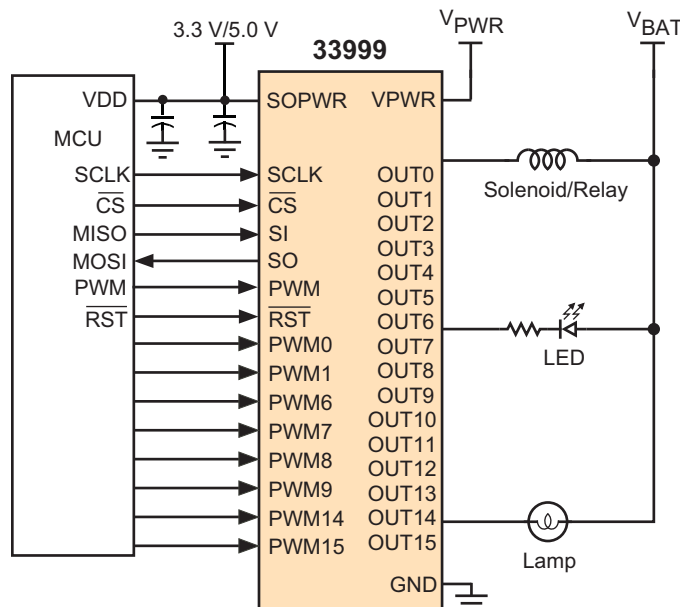 3.3 V/5.0 V
33999
VPWR
VBAT
VDD
MCU
SCLK
CS
MISO
MOSI
PWM
RST
SOPWR
SCLK
CS
SI
SO
PWM
RST
PWM0
PWM1
PWM6
PWM7
PWM8
PWM9
PWM14
PWM15
VPWR
OUT0
OUT1
OUT2
OUT3
OUT4
OUT5
OUT6
OUT7
OUT8
OUT9
OUT10
OUT11
OUT12
OUT13
OUT14
OUT15
GND
Solenoid/Relay
LED
Lamp